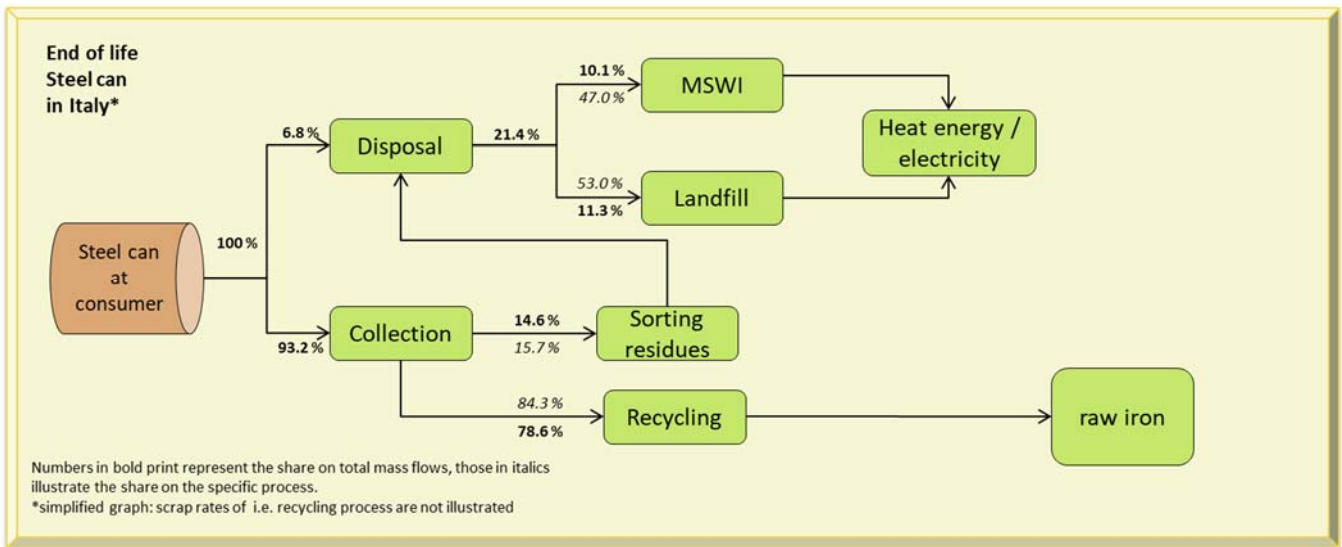 End of life
Steel can
in Italy*
10.1 %
47.0 %
MSWI
6.8 %
Disposal
21.4 %
Heat energy /
electricity
53.0 %
11.3 %
Landfill
100 %
Steel can
at
consumer
93.2 %
Collection
14.6 %
15.7 %
Sorting
residues
84.3 %
78.6 %
Recycling
raw iron
Numbers in bold print represent the share on total mass flows, those in italics
illustrate the share on the specific process.
*simplified graph: scrap rates of i.e. recycling process are not illustrated